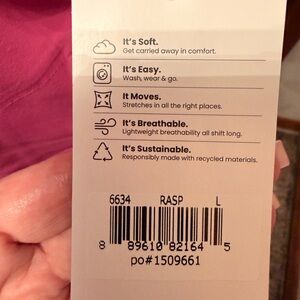 It's Soft.
Get carried away in comfort.
It's Easy.
Wash, wear & go.
It Moves.
Stretches in all the right places.
It's Breathable.
Lightweight breathability all shift long.
It's Sustainable.
Responsibly made with recycled materials.
6634 RASP L
8 89610 82164 5
po#1509661